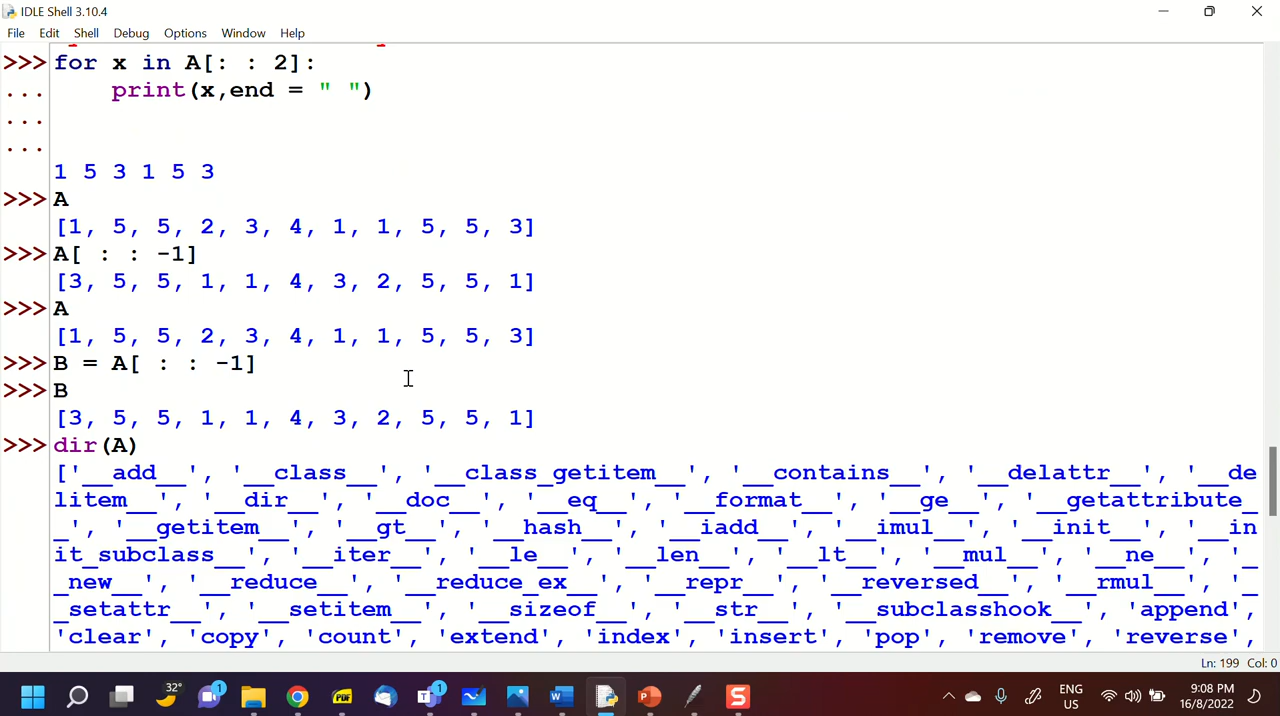 IDLE Shell 3.10.4
File Edit Shell Debug Options Window Help
>>> for x in A[: : 2]:
...     print(x,end = " ")
...
...
1 5 3 1 5 3
>>> A
[1, 5, 5, 2, 3, 4, 1, 1, 5, 5, 3]
>>> A[ : : -1]
[3, 5, 5, 1, 1, 4, 3, 2, 5, 5, 1]
>>> A
[1, 5, 5, 2, 3, 4, 1, 1, 5, 5, 3]
>>> B = A[ : : -1]
>>> B
[3, 5, 5, 1, 1, 4, 3, 2, 5, 5, 1]
>>> dir(A)
['__add__', '__class__', '__class_getitem__', '__contains__', '__delattr__', '__de
litem__', '__dir__', '__doc__', '__eq__', '__format__', '__ge__', '__getattribute_
_', '__getitem__', '__gt__', '__hash__', '__iadd__', '__imul__', '__init__', '__in
it_subclass__', '__iter__', '__le__', '__len__', '__lt__', '__mul__', '__ne__', '_
_new__', '__reduce__', '__reduce_ex__', '__repr__', '__reversed__', '__rmul__', '_
_setattr__', '__setitem__', '__sizeof__', '__str__', '__subclasshook__', 'append',
'clear', 'copy', 'count', 'extend', 'index', 'insert', 'pop', 'remove', 'reverse',
Ln: 199 Col: 0
32° 1 PDF 1 W P S ENG 9:08 PM
US 16/8/2022